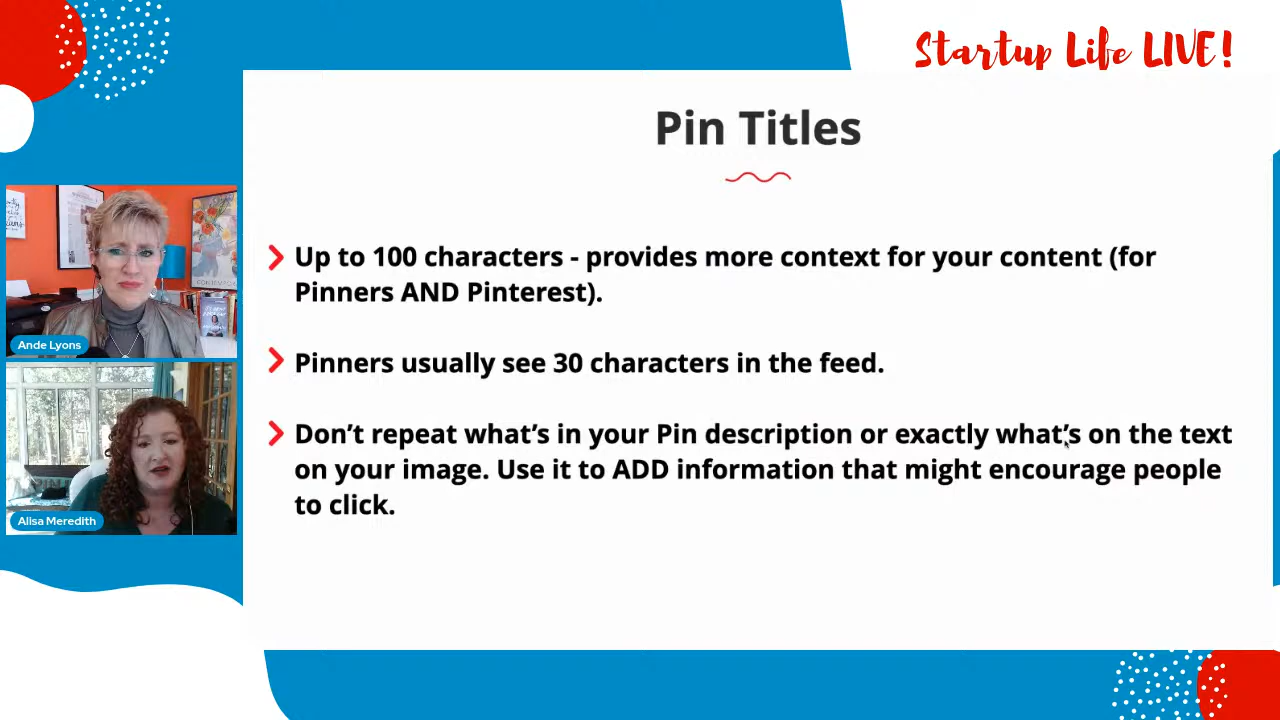 Startup Life LIVE!
Pin Titles
Up to 100 characters - provides more context for your content (for
Pinners AND Pinterest).
Pinners usually see 30 characters in the feed.
Don't repeat what's in your Pin description or exactly what's on the text
on your image. Use it to ADD information that might encourage people
to click.
Ande Lyons
Alisa Meredith